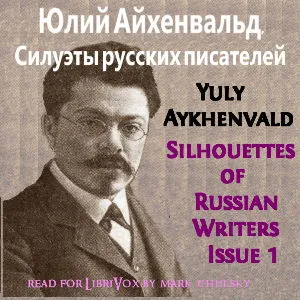 Юлий Айхенвальд.
Силуэты русских писателей
Yuly
Aykhenvald
Silhouettes
of
Russian
Writers
Issue 1
read for LibriVox by Mark Chulsky